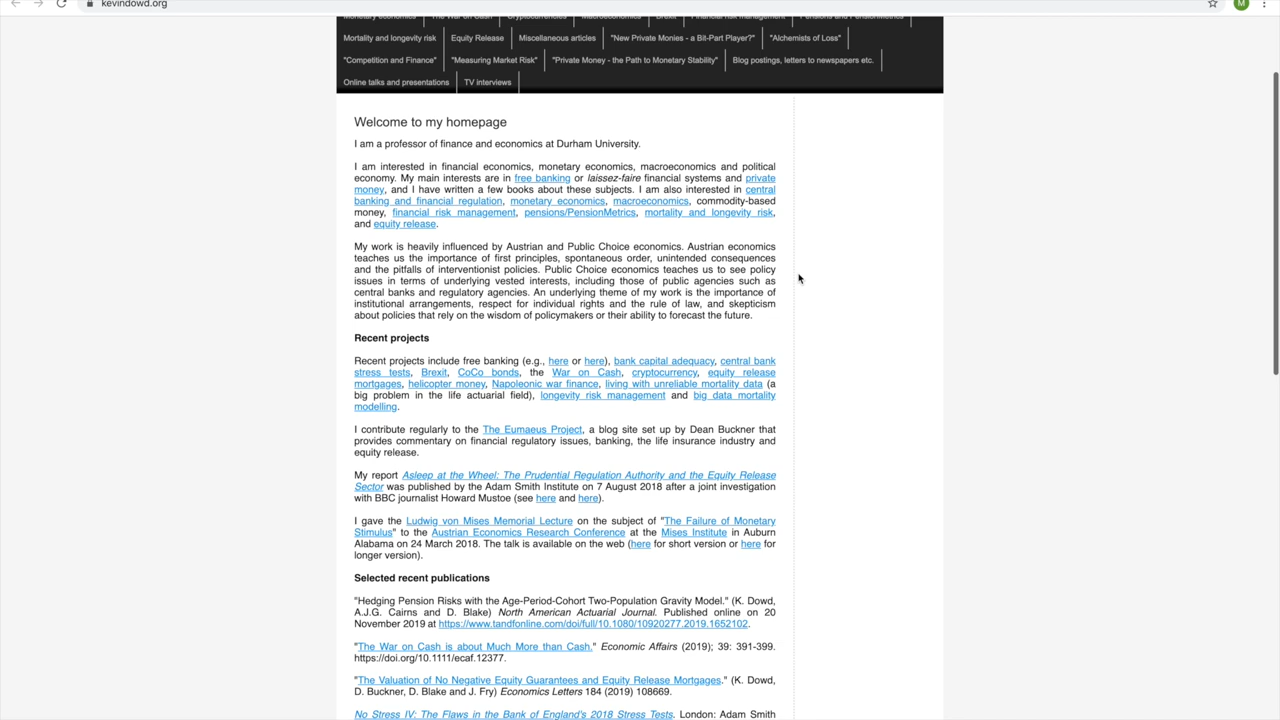 kevindowd.org
M
Monetary economics The War on Cash Cryptocurrencies Macroeconomics Brexit Financial risk management Pensions and PensionMetrics
Mortality and longevity risk Equity Release Miscellaneous articles "New Private Monies - a Bit-Part Player?" "Alchemists of Loss"
"Competition and Finance" "Measuring Market Risk" "Private Money - the Path to Monetary Stability" Blog postings, letters to newspapers etc.
Online talks and presentations TV interviews
Welcome to my homepage
I am a professor of finance and economics at Durham University.
I am interested in financial economics, monetary economics, macroeconomics and political
economy. My main interests are in free banking or laissez-faire financial systems and private
money, and I have written a few books about these subjects. I am also interested in central
banking and financial regulation, monetary economics, macroeconomics, commodity-based
money, financial risk management, pensions/PensionMetrics, mortality and longevity risk,
and equity release.
My work is heavily influenced by Austrian and Public Choice economics. Austrian economics
teaches us the importance of first principles, spontaneous order, unintended consequences
and the pitfalls of interventionist policies. Public Choice economics teaches us to see policy
issues in terms of underlying vested interests, including those of public agencies such as
central banks and regulatory agencies. An underlying theme of my work is the importance of
institutional arrangements, respect for individual rights and the rule of law, and skepticism
about policies that rely on the wisdom of policymakers or their ability to forecast the future.
Recent projects
Recent projects include free banking (e.g., here or here), bank capital adequacy, central bank
stress tests, Brexit, CoCo bonds, the War on Cash, cryptocurrency, equity release
mortgages, helicopter money, Napoleonic war finance, living with unreliable mortality data (a
big problem in the life actuarial field), longevity risk management and big data mortality
modelling.
I contribute regularly to the The Eumaeus Project, a blog site set up by Dean Buckner that
provides commentary on financial regulatory issues, banking, the life insurance industry and
equity release.
My report Asleep at the Wheel: The Prudential Regulation Authority and the Equity Release
Sector was published by the Adam Smith Institute on 7 August 2018 after a joint investigation
with BBC journalist Howard Mustoe (see here and here).
I gave the Ludwig von Mises Memorial Lecture on the subject of "The Failure of Monetary
Stimulus" to the Austrian Economics Research Conference at the Mises Institute in Auburn
Alabama on 24 March 2018. The talk is available on the web (here for short version or here for
longer version).
Selected recent publications
"Hedging Pension Risks with the Age-Period-Cohort Two-Population Gravity Model." (K. Dowd,
A.J.G. Cairns and D. Blake) North American Actuarial Journal. Published online on 20
November 2019 at https://www.tandfonline.com/doi/full/10.1080/10920277.2019.1652102.
"The War on Cash is about Much More than Cash." Economic Affairs (2019); 39: 391-399.
https://doi.org/10.1111/ecaf.12377.
"The Valuation of No Negative Equity Guarantees and Equity Release Mortgages." (K. Dowd,
D. Buckner, D. Blake and J. Fry) Economics Letters 184 (2019) 108669.
No Stress IV: The Flaws in the Bank of England's 2018 Stress Tests. London: Adam Smith